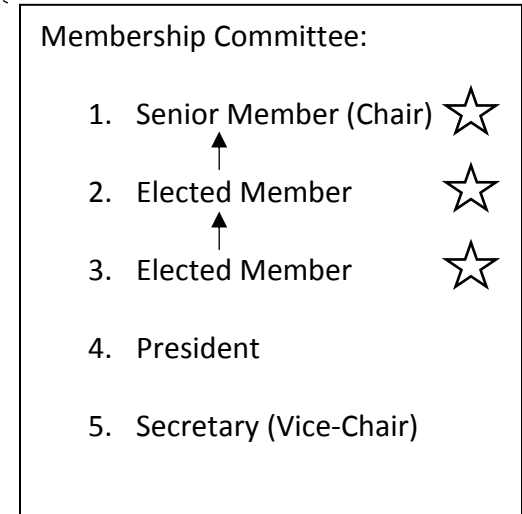 Membership Committee:
1. Senior Member (Chair)
2. Elected Member
3. Elected Member
4. President
5. Secretary (Vice-Chair)